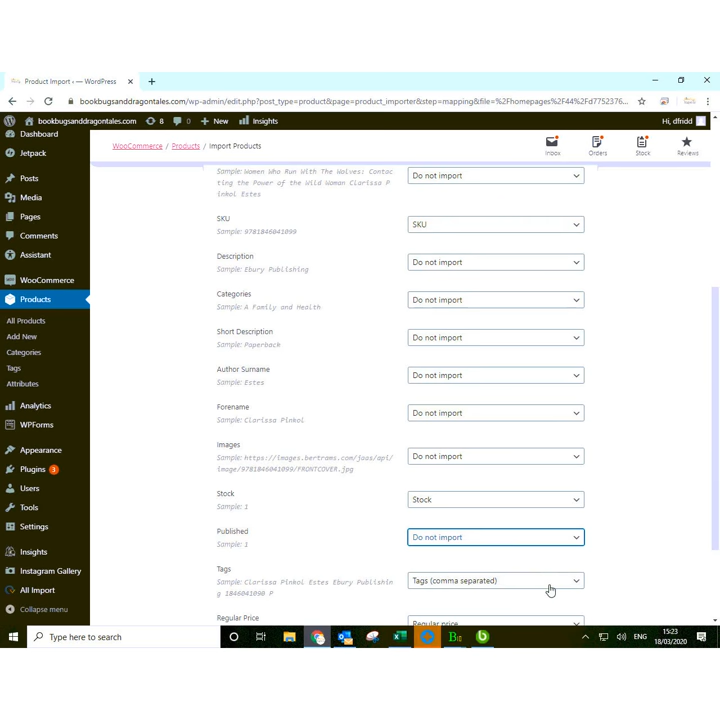 Product Import ‹ — WordPress
bookbugsanddragontales.com/wp-admin/edit.php?post_type=product&page=product_importer&step=mapping&file=%2Fhomepages%2F44%2Fd7752376...
bookbugsanddragontales.com 8 0 New Insights Hi, dfridd
Dashboard
Jetpack
Posts
Media
Pages
Comments
Assistant
WooCommerce
Products
All Products
Add New
Categories
Tags
Attributes
Analytics
WPForms
Appearance
Plugins 3
Users
Tools
Settings
Insights
Instagram Gallery
All Import
Collapse menu
WooCommerce / Products / Import Products
Inbox Orders Stock Reviews
Sample: Women Who Run With The Wolves: Contac
ting the Power of the Wild Woman Clarissa P
inkol Estes
Do not import
SKU
Sample: 9781846041099
SKU
Description
Sample: Ebury Publishing
Do not import
Categories
Sample: A Family and Health
Do not import
Short Description
Sample: Paperback
Do not import
Author Surname
Sample: Estes
Do not import
Forename
Sample: Clarissa Pinkol
Do not import
Images
Sample: https://images.bertrams.com/jaas/api/
image/9781846041099/FRONTCOVER.jpg
Do not import
Stock
Sample: 1
Stock
Published
Sample: 1
Do not import
Tags
Sample: Clarissa Pinkol Estes Ebury Publishin
g 1846041090 P
Tags (comma separated)
Regular Price
Regular price
Type here to search
ENG
15:23
18/03/2020